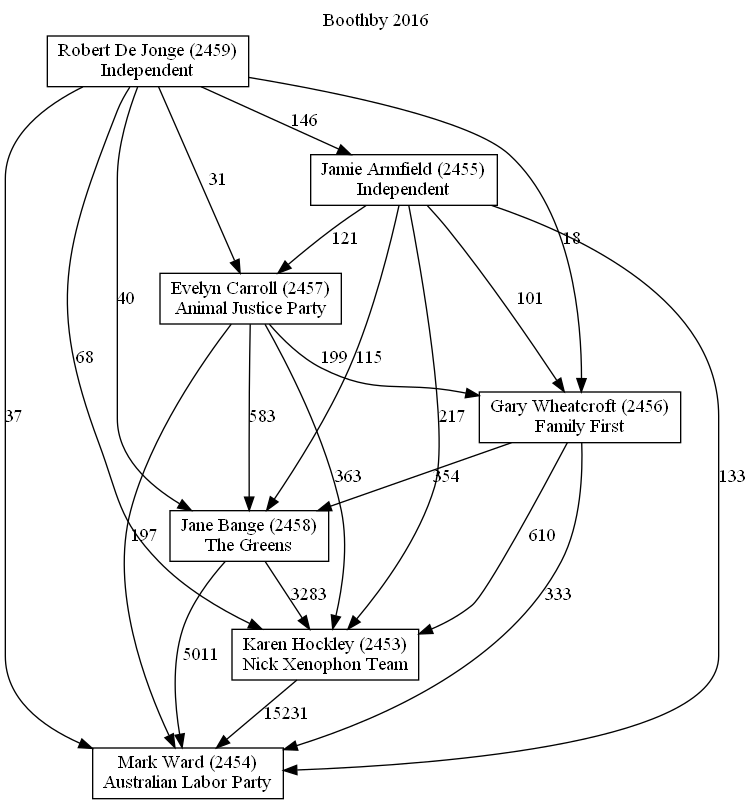 Boothby 2016
Robert De Jonge (2459)
Independent
146
Jamie Armfield (2455)
Independent
31
121
18
Evelyn Carroll (2457)
Animal Justice Party
40
101
68
199
115
Gary Wheatcroft (2456)
Family First
37
583
217
363
354
133
Jane Bange (2458)
The Greens
197
610
3283
333
Karen Hockley (2453)
Nick Xenophon Team
5011
15231
Mark Ward (2454)
Australian Labor Party